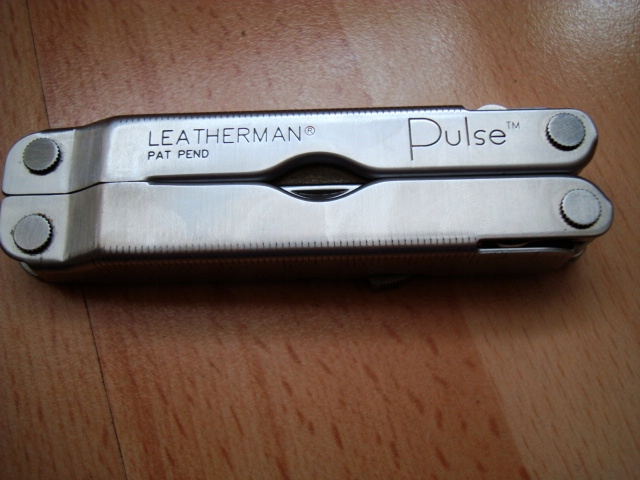 LEATHERMAN®
PAT PEND
Pulse™